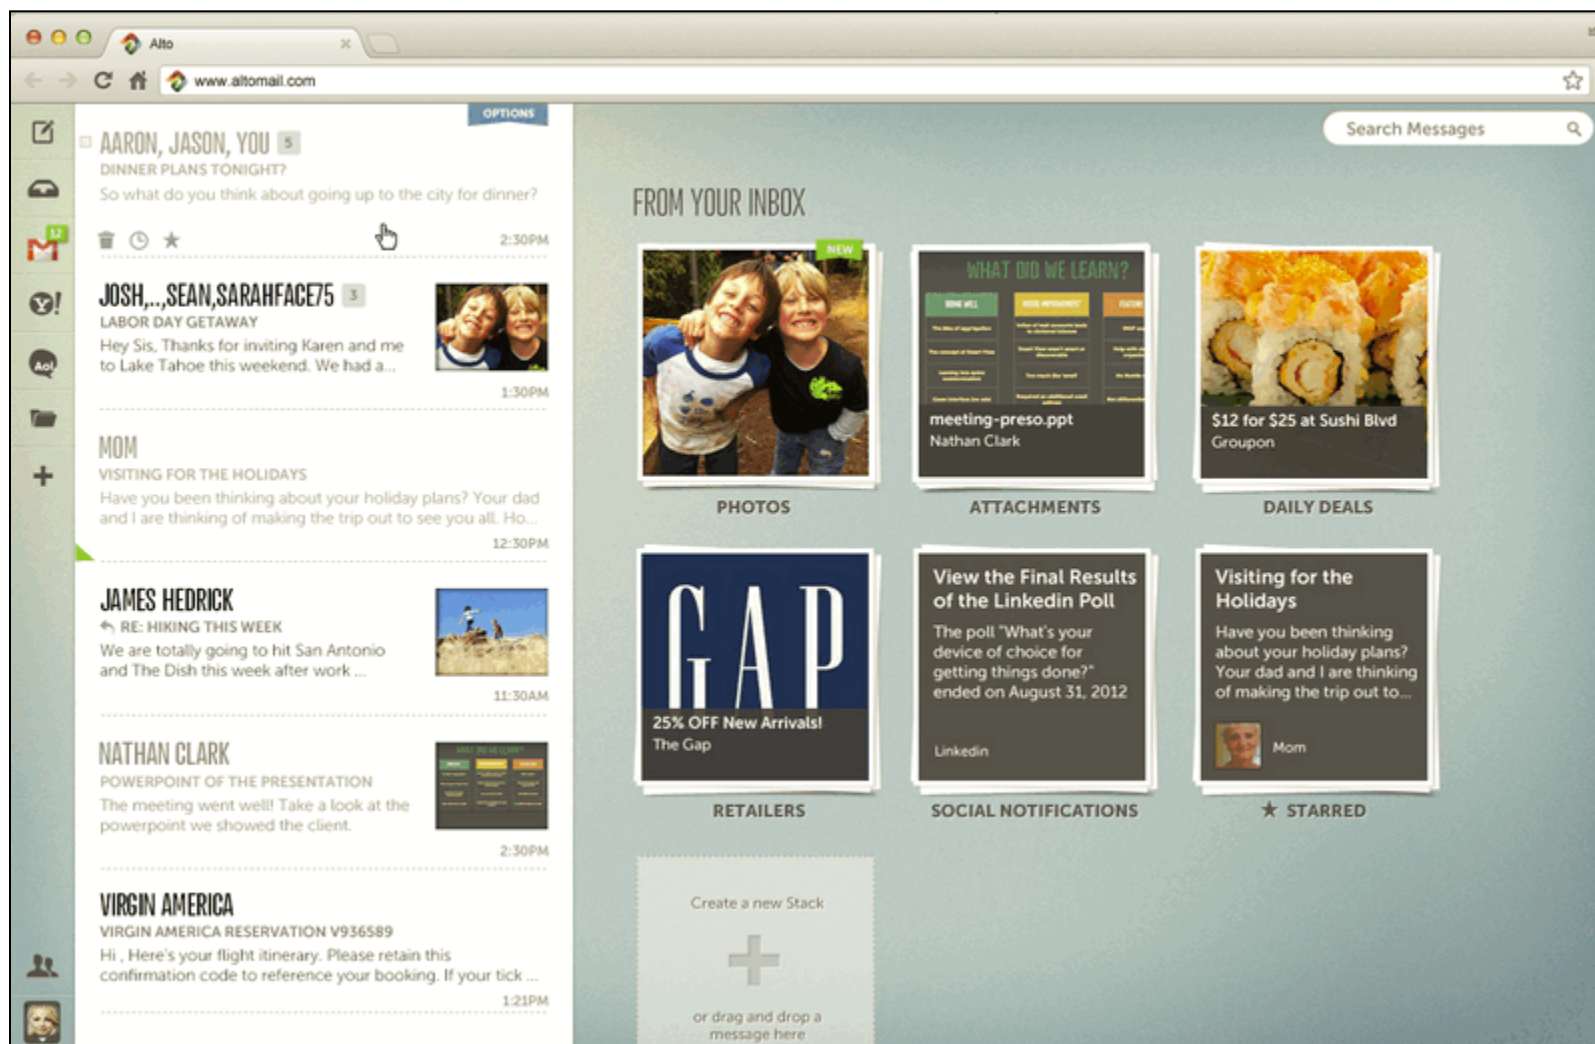 Alto
www.altomail.com
OPTIONS
Search Messages
AARON, JASON, YOU 5
DINNER PLANS TONIGHT?
So what do you think about going up to the city for dinner?
2:30PM
12
JOSH,..,SEAN,SARAHFACE75 3
LABOR DAY GETAWAY
Hey Sis, Thanks for inviting Karen and me
to Lake Tahoe this weekend. We had a...
1:30PM
Y!
Aol.
MOM
VISITING FOR THE HOLIDAYS
Have you been thinking about your holiday plans? Your dad
and I are thinking of making the trip out to see you all. Ho...
12:30PM
JAMES HEDRICK
RE: HIKING THIS WEEK
We are totally going to hit San Antonio
and The Dish this week after work ...
11:30AM
NATHAN CLARK
POWERPOINT OF THE PRESENTATION
The meeting went well! Take a look at the
powerpoint we showed the client.
2:30PM
VIRGIN AMERICA
VIRGIN AMERICA RESERVATION V936589
Hi , Here's your flight itinerary. Please retain this
confirmation code to reference your booking. If your tick ...
1:21PM
FROM YOUR INBOX
NEW
PHOTOS
WHAT DID WE LEARN?
meeting-preso.ppt
Nathan Clark
ATTACHMENTS
$12 for $25 at Sushi Blvd
Groupon
DAILY DEALS
GAP
25% OFF New Arrivals!
The Gap
RETAILERS
View the Final Results
of the Linkedin Poll
The poll "What's your
device of choice for
getting things done?"
ended on August 31, 2012
Linkedin
SOCIAL NOTIFICATIONS
Visiting for the
Holidays
Have you been thinking
about your holiday plans?
Your dad and I are thinking
of making the trip out to...
Mom
STARRED
Create a new Stack
or drag and drop a
message here